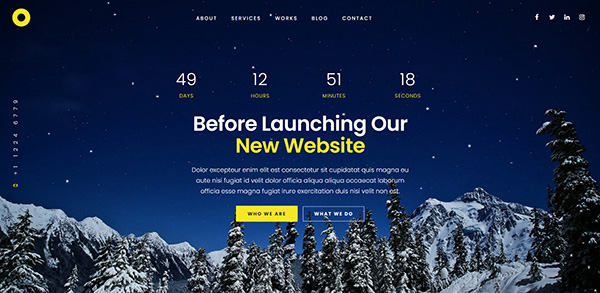 ABOUT SERVICES WORKS BLOG CONTACT
49 12 51 18
DAYS HOURS MINUTES SECONDS
+1 1224 6779
Before Launching Our
New Website
Dolor excepteur enim elit est consectetur sit cupidatat quis magna eu
aute nisi fugiat id velit dolor officia aliqua aliqua occaecat laborum
officia esse magna fugiat irure exercitation duis nisi velit non est.
WHO WE ARE WHAT WE DO